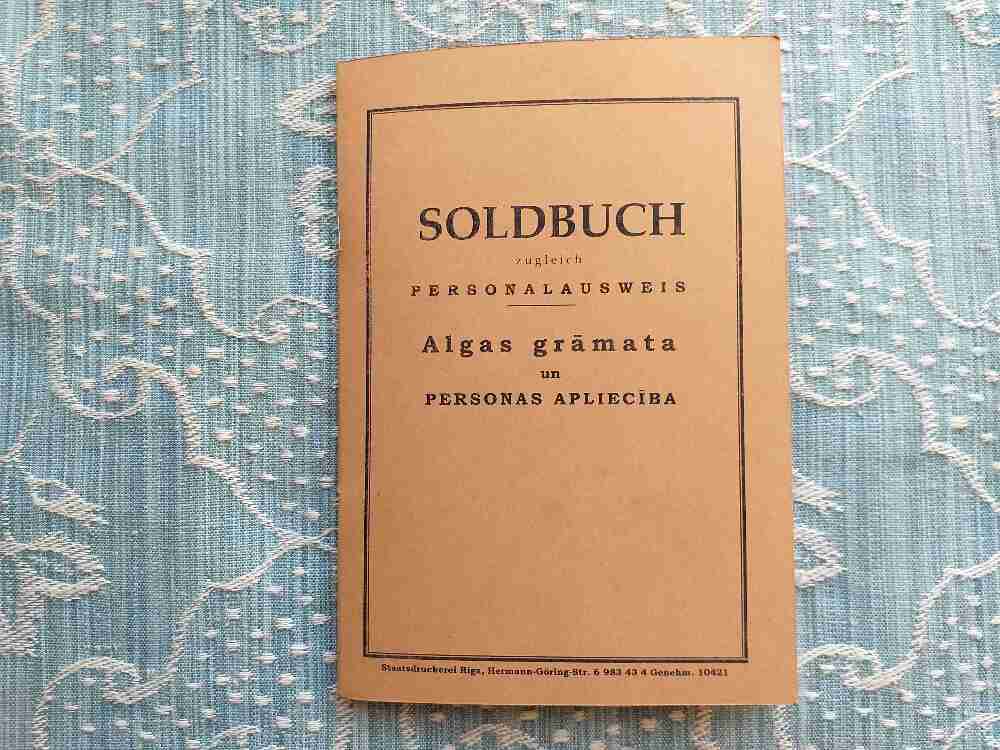 SOLDBUCH
zugleich
PERSONALAUSWEIS
Algas grāmata
un
PERSONAS APLIECĪBA
Staatsdruckerei Riga, Hermann-Göring-Str. 6 983 43 4 Genehm. 10421